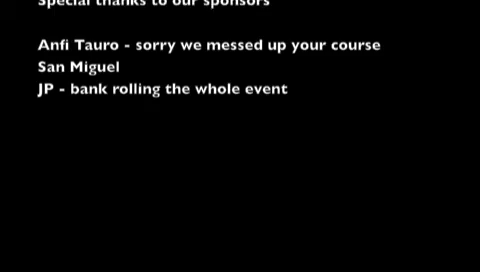 Special thanks to our sponsors
Anfi Tauro - sorry we messed up your course
San Miguel
JP - bank rolling the whole event